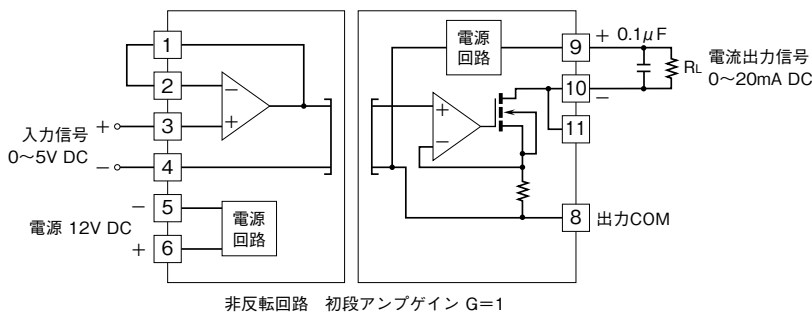 1
2
3
4
5
6
−
+
入力信号
0〜5V DC
+
−
電源 12V DC
−
+
電源
回路
電源
回路
+
−
9
10
11
8
+ 0.1μF
−
RL
電流出力信号
0〜20mA DC
出力COM
非反転回路 初段アンプゲイン G=1